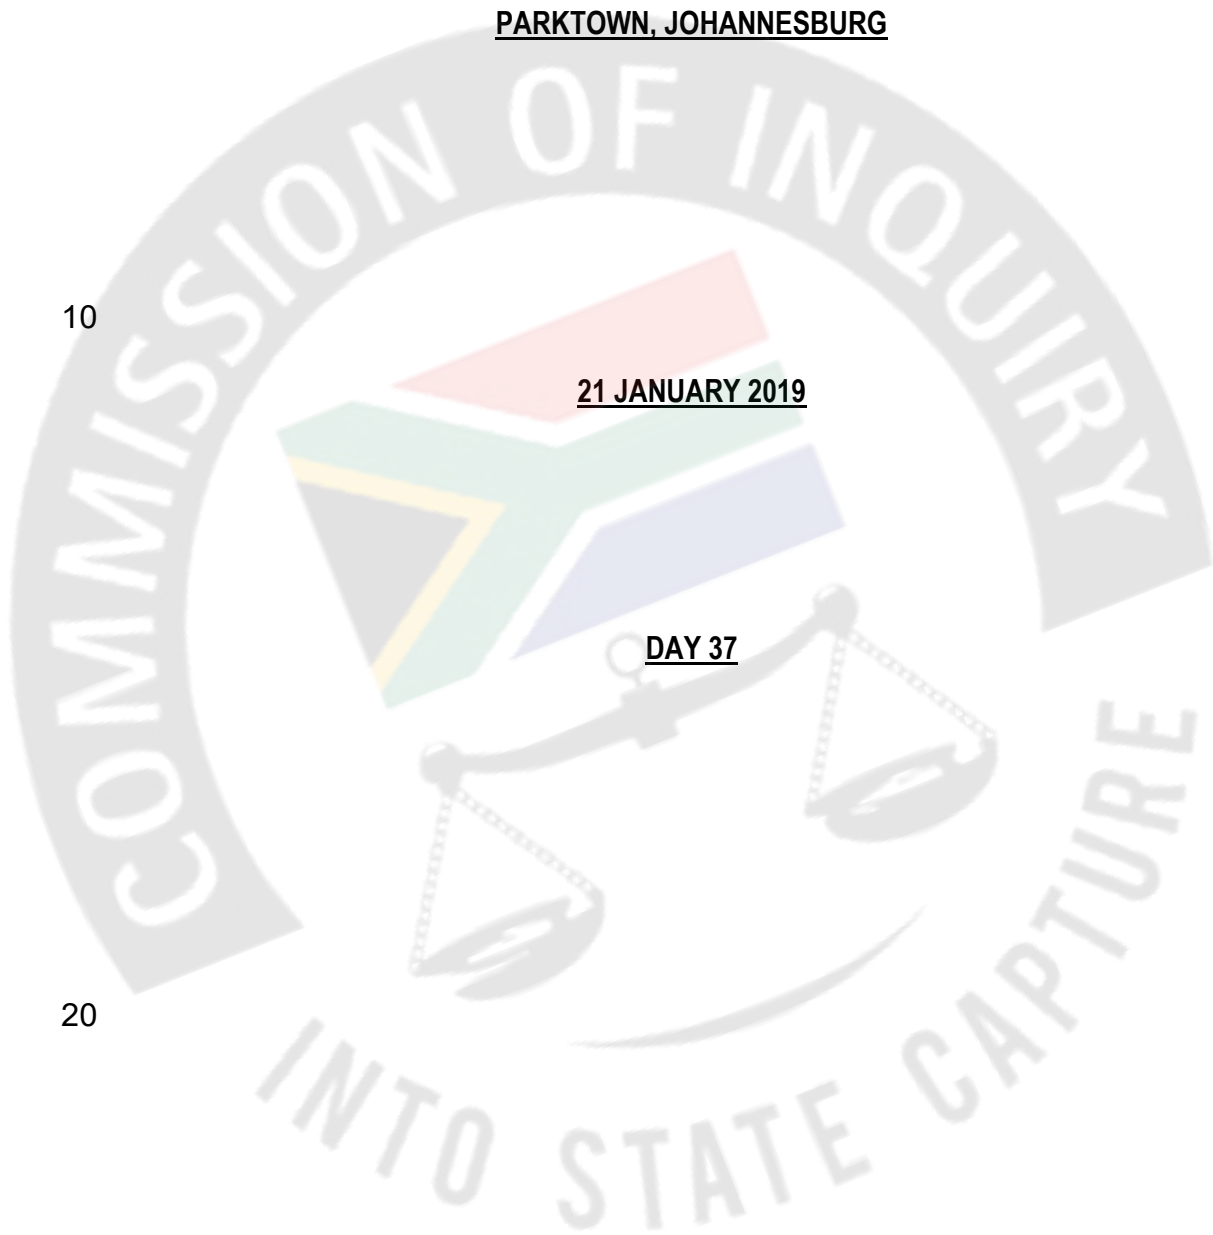 PARKTOWN, JOHANNESBURG
COMMISSION OF INQUIRY
10
21 JANUARY 2019
DAY 37
20
INTO STATE CAPTURE